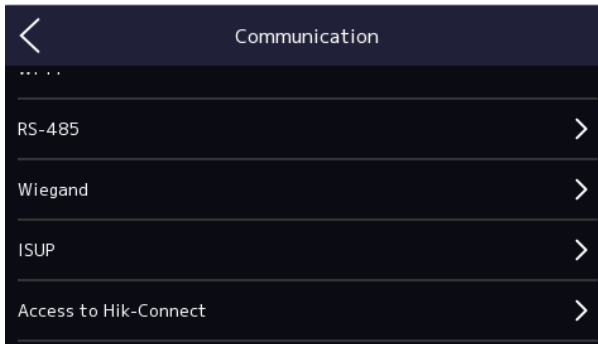 Communication
RS-485
Wiegand
ISUP
Access to Hik-Connect